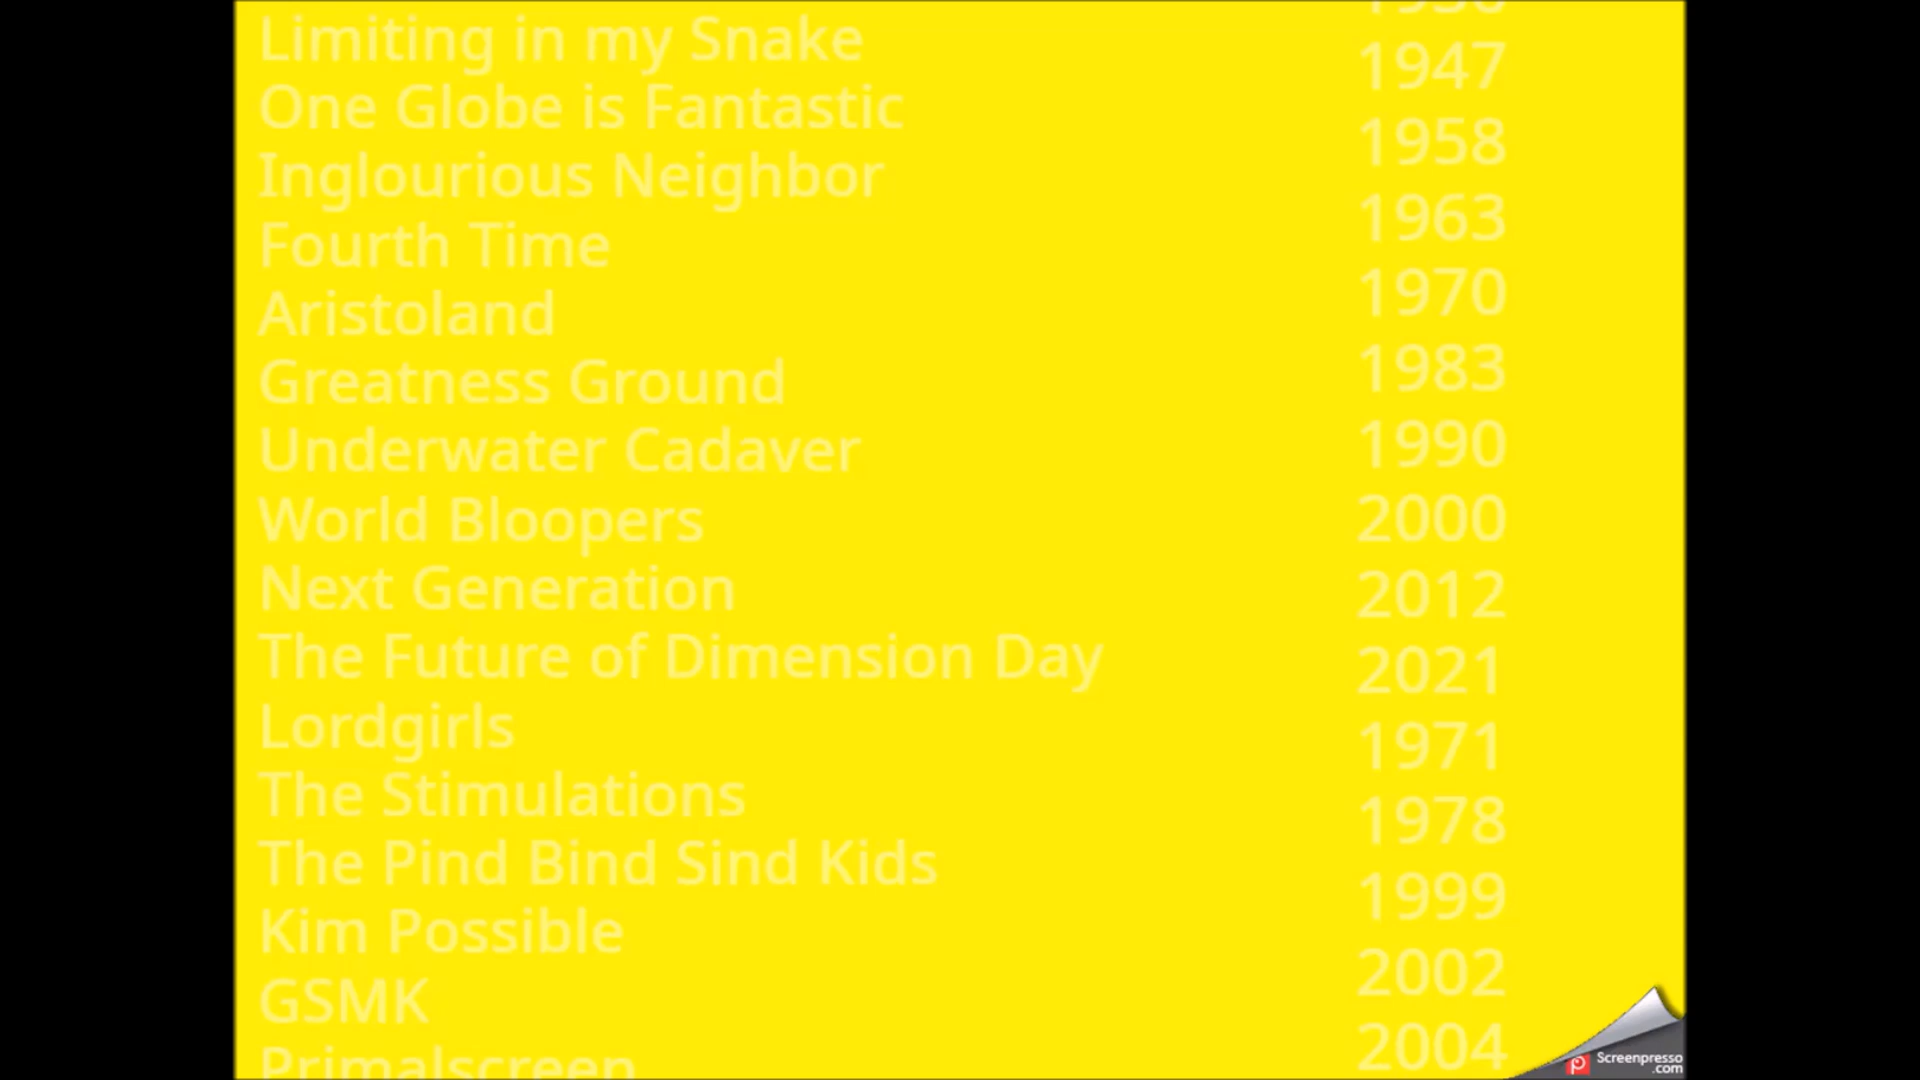 Limiting in my Snake
One Globe is Fantastic
Inglourious Neighbor
Fourth Time
Aristoland
Greatness Ground
Underwater Cadaver
World Bloopers
Next Generation
The Future of Dimension Day
Lordgirls
The Stimulations
The Pind Bind Sind Kids
Kim Possible
GSMK
Primalscreen
1947
1958
1963
1970
1983
1990
2000
2012
2021
1971
1978
1999
2002
2004
Screenpresso
.com